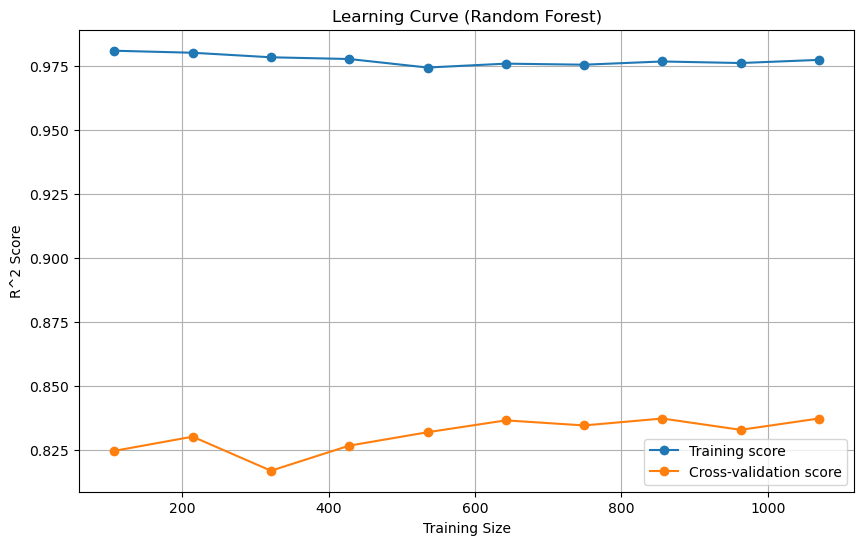 Learning Curve (Random Forest)
0.975
0.950
0.925
0.900
0.875
0.850
0.825
R^2 Score
200
400
600
800
1000
Training Size
Training score
Cross-validation score